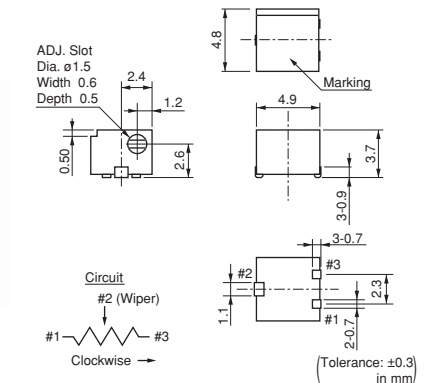 ADJ. Slot
Dia. ø1.5
Width 0.6
Depth 0.5
2.4
1.2
0.50
2.6
4.8
Marking
4.9
3.7
3-0.9
3-0.7
#2
#3
1.1
2.3
#1
2-0.7
Circuit
#2 (Wiper)
#1
#3
Clockwise
(Tolerance: ±0.3
in mm)